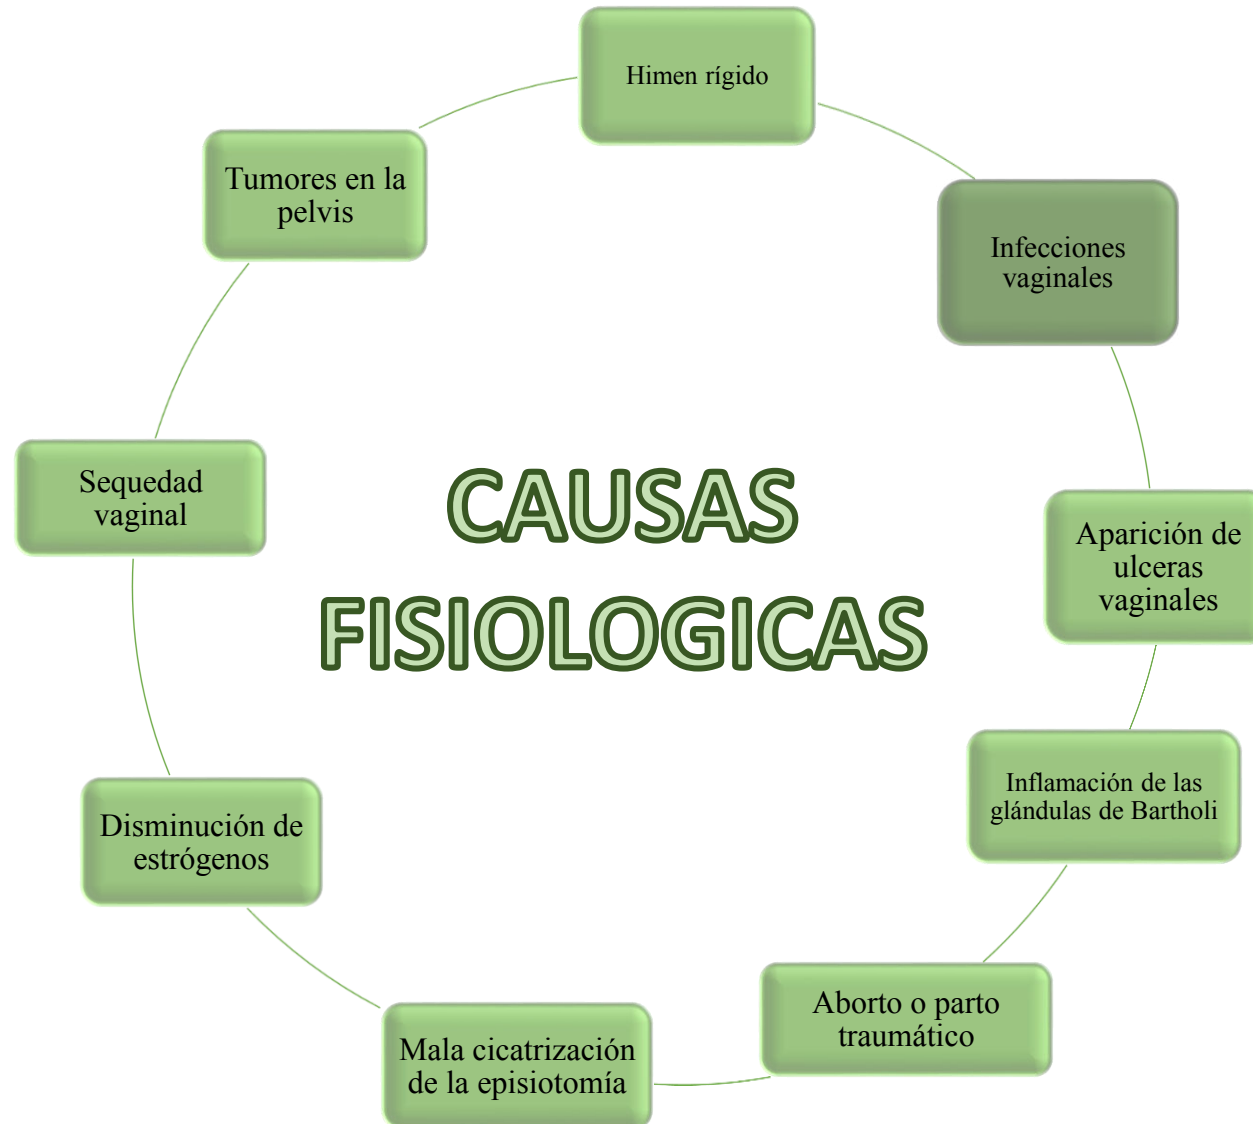 Himen rígido
Infecciones
vaginales
Aparición de
ulceras
vaginales
Inflamación de las
glándulas de Bartholi
Aborto o parto
traumático
Mala cicatrización
de la episiotomía
Disminución de
estrógenos
Sequedad
vaginal
Tumores en la
pelvis
CAUSAS
FISIOLOGICAS